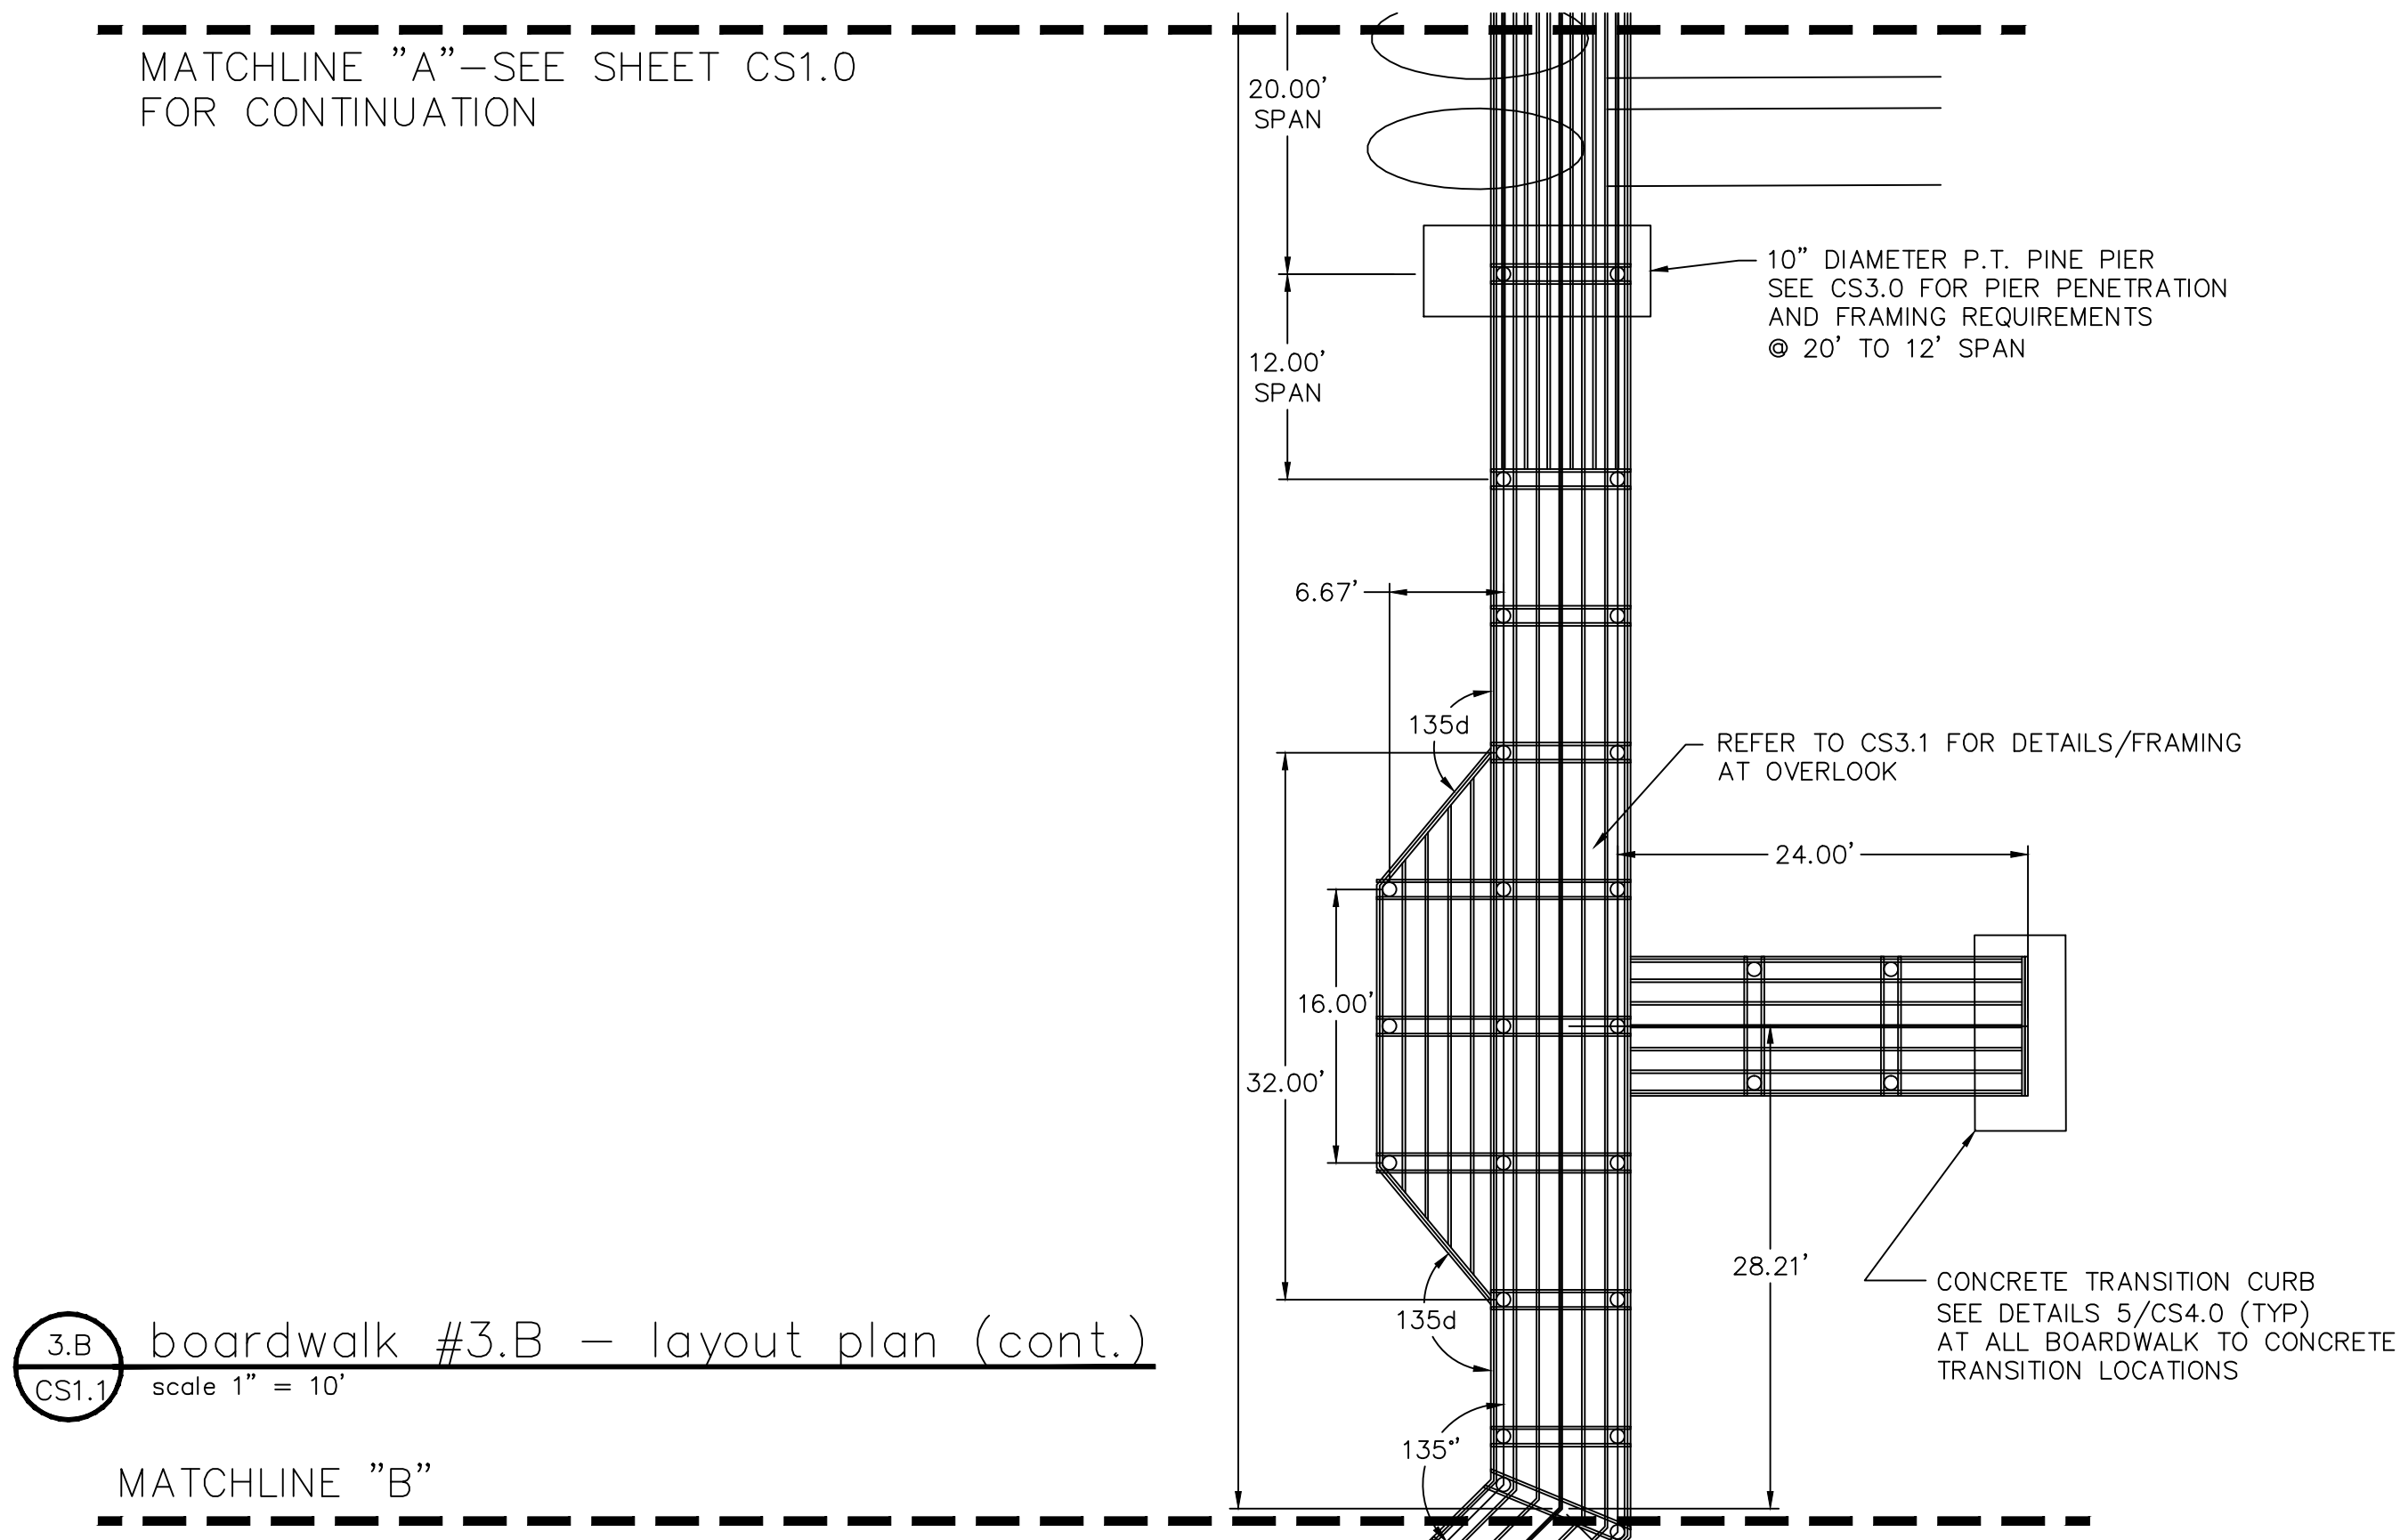 MATCHLINE "A"-SEE SHEET CS1.0
FOR CONTINUATION
20.00'
SPAN
10" DIAMETER P.T. PINE PIER
SEE CS3.0 FOR PIER PENETRATION
AND FRAMING REQUIREMENTS
@ 20' TO 12' SPAN
12.00'
SPAN
6.67'
135d
REFER TO CS3.1 FOR DETAILS/FRAMING
AT OVERLOOK
24.00'
16.00'
32.00'
28.21'
CONCRETE TRANSITION CURB
SEE DETAILS 5/CS4.0 (TYP)
AT ALL BOARDWALK TO CONCRETE
TRANSITION LOCATIONS
135d
135°'
3.B
CS1.1
boardwalk #3.B - layout plan (cont.)
scale 1" = 10'
MATCHLINE "B"